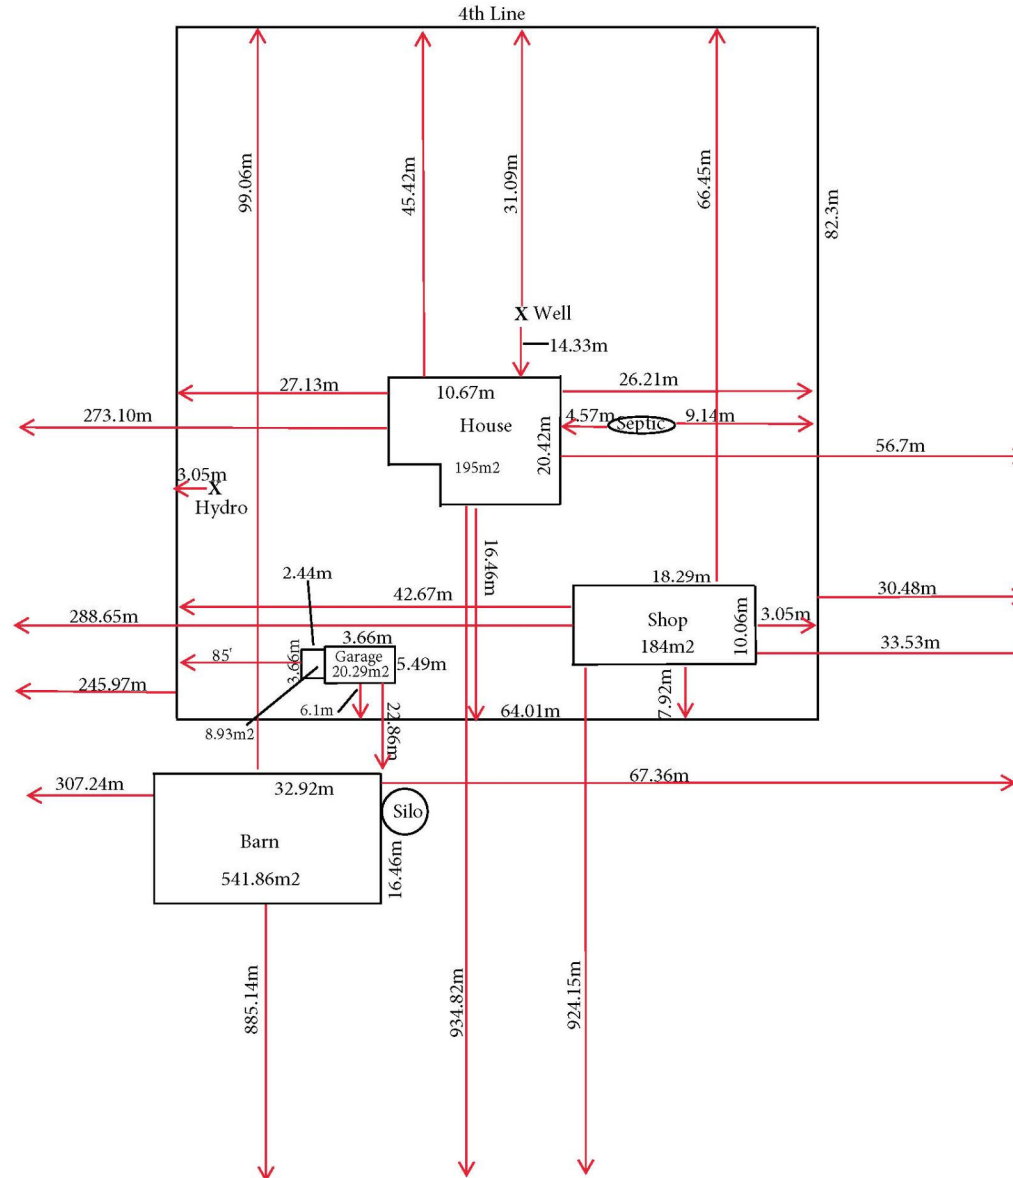 4th Line
99.06m
45.42m
31.09m
66.45m
82.3m
X Well
14.33m
27.13m
10.67m
26.21m
273.10m
House
20.42m
4.57m
Septic
9.14m
56.7m
195m2
3.05m
X
Hydro
16.46m
2.44m
42.67m
18.29m
30.48m
288.65m
Shop
10.06m
3.05m
184m2
33.53m
85'
3.66m
3.66m
Garage
20.29m2
5.49m
245.97m
6.1m
22.86m
7.92m
8.93m2
64.01m
307.24m
32.92m
67.36m
Silo
Barn
16.46m
541.86m2
885.14m
934.82m
924.15m